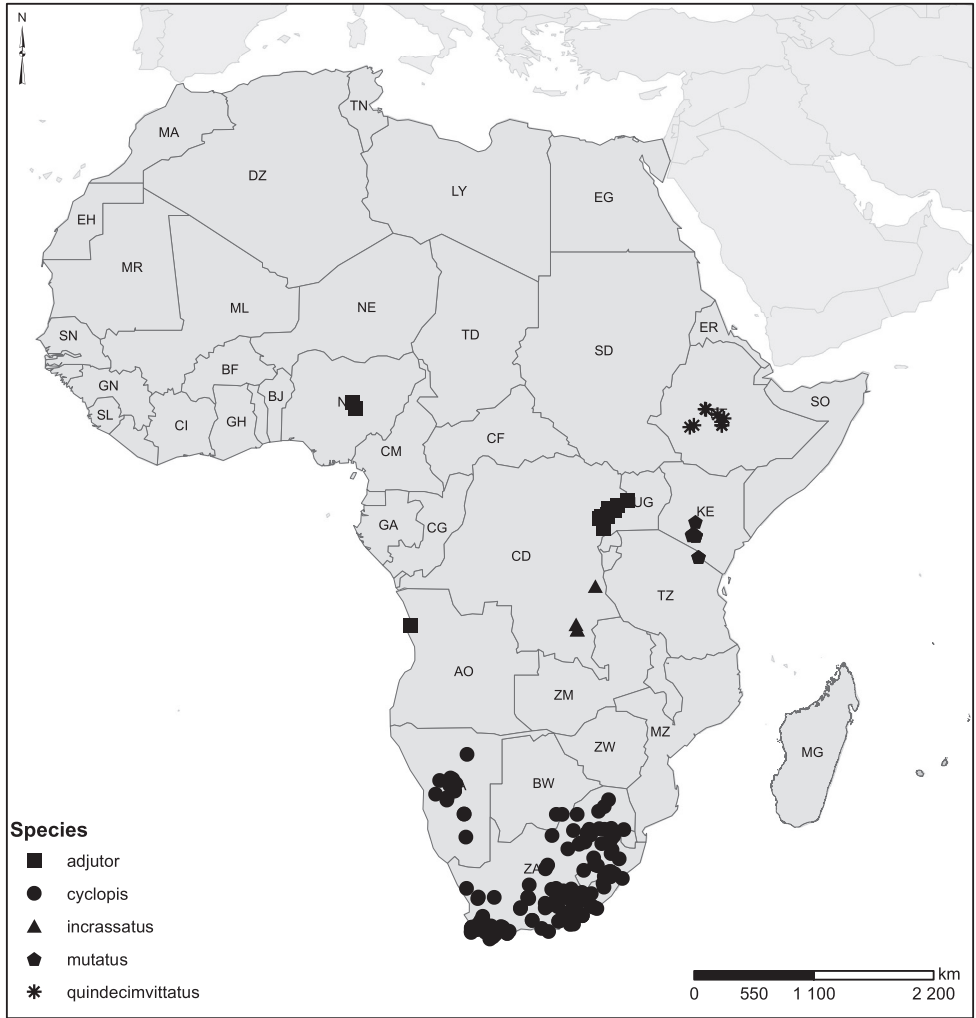 N
TN
MA
DZ
LY
EG
EH
MR
ML
NE
TD
SD
ER
SN
BF
GN
BJ
SL
CI
GH
N
SO
CM
CF
UG
KE
GA
CG
CD
TZ
AO
ZM
MZ
ZW
MG
BW
ZA
Species
adjutor
cyclopis
incrassatus
mutatus
quindecimvittatus
km
0 550 1 100 2 200